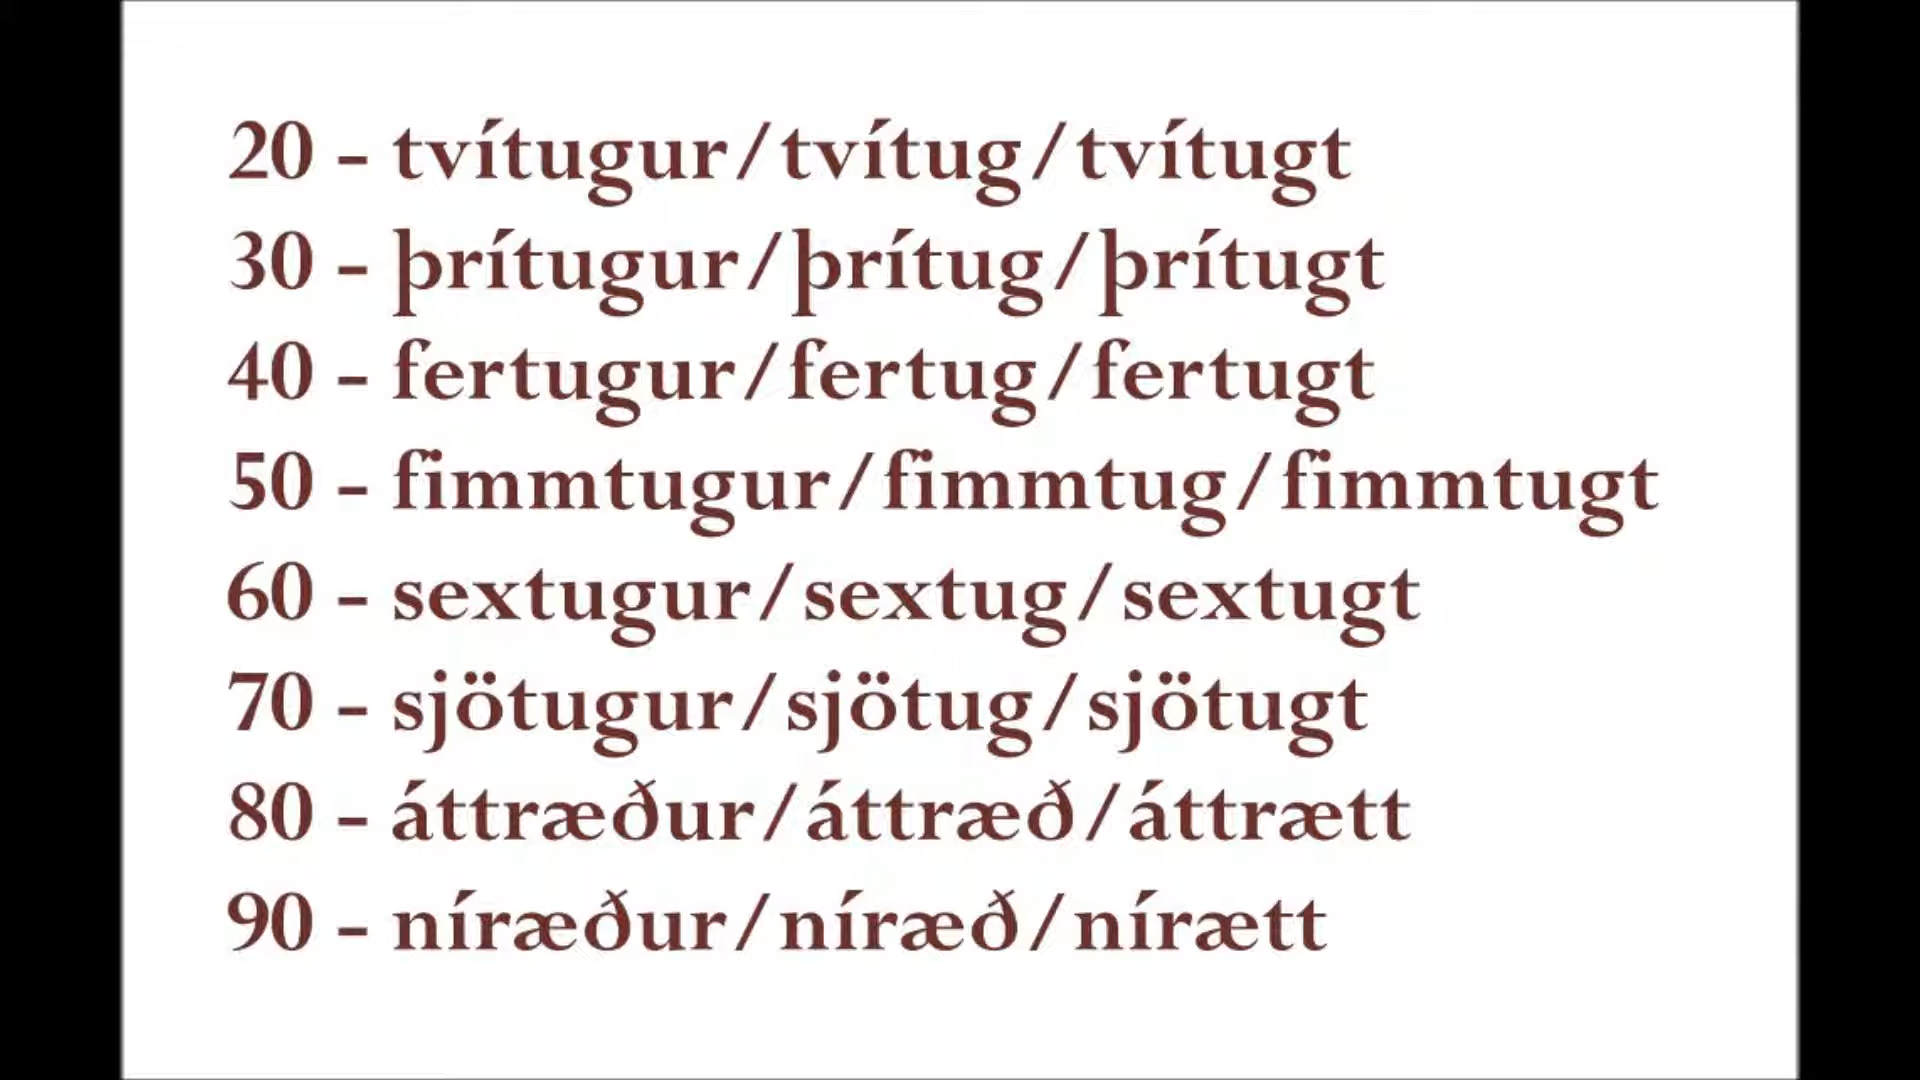 20 - tvítugur/tvítug/tvítugt
30 - þrítugur/þrítug/þrítugt
40 - fertugur/fertug/fertugt
50 - fimmtugur/fimmtug/fimmtugt
60 - sextugur/sextug/sextugt
70 - sjötugur/sjötug/sjötugt
80 - áttræður/áttræð/áttrætt
90 - níræður/níræð/nírætt